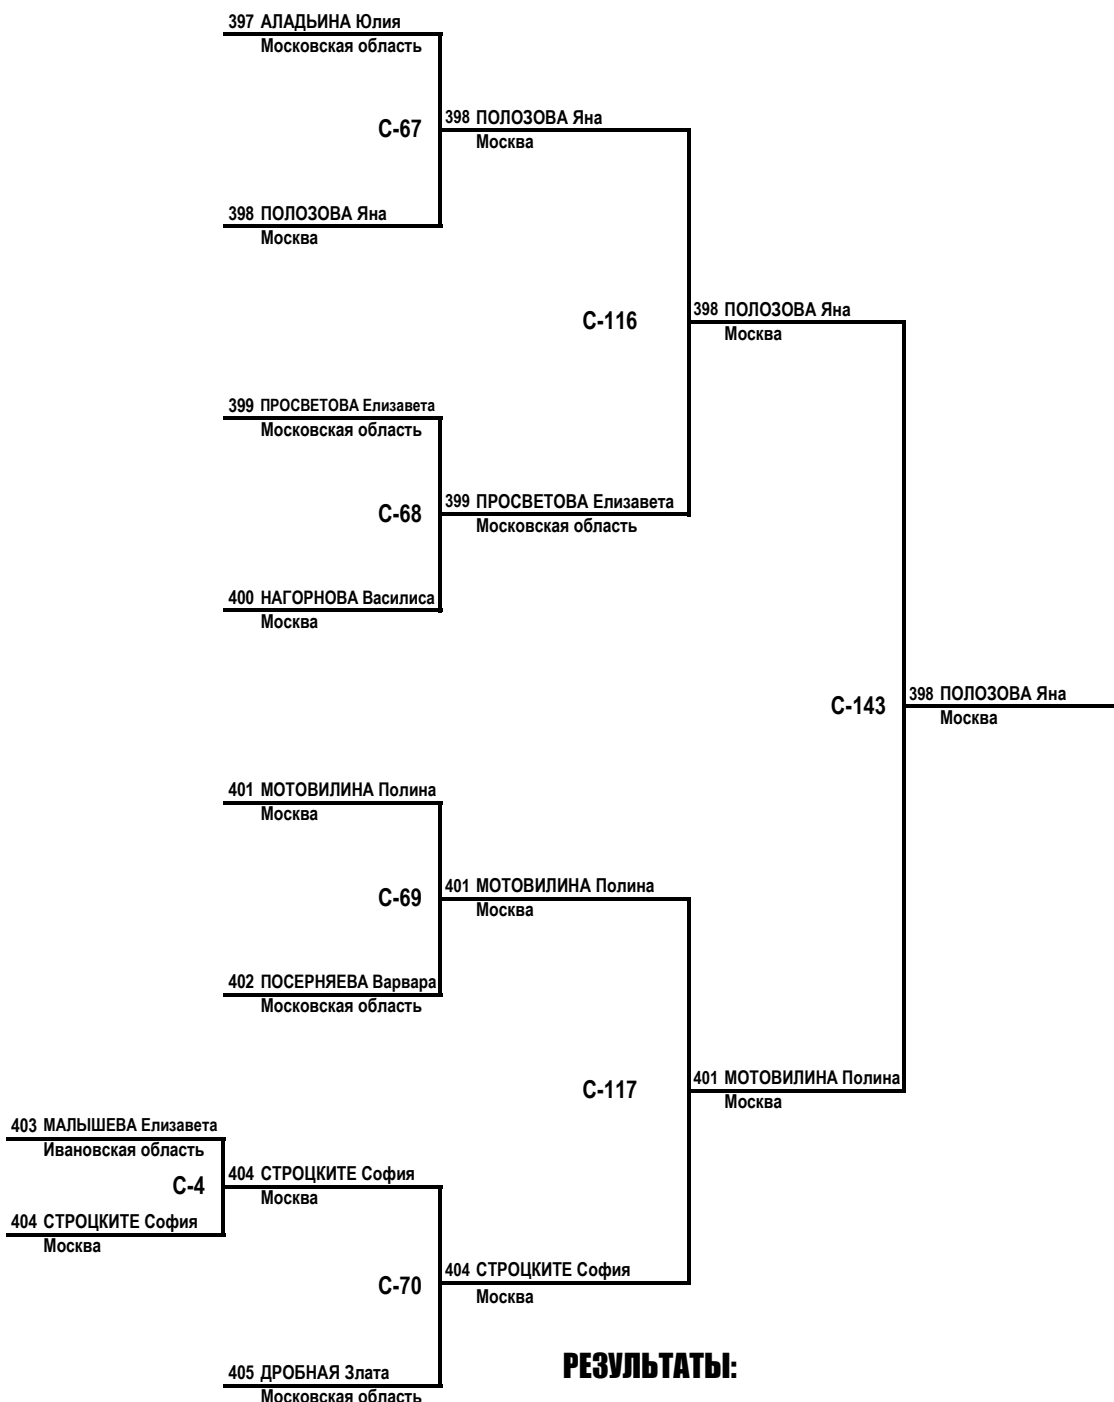 397 АЛАДЬИНА Юлия
Московская область
С-67
398 ПОЛОЗОВА Яна
Москва
398 ПОЛОЗОВА Яна
Москва
С-116
398 ПОЛОЗОВА Яна
Москва
399 ПРОСВЕТОВА Елизавета
Московская область
С-68
399 ПРОСВЕТОВА Елизавета
Московская область
400 НАГОРНОВА Василиса
Москва
С-143
398 ПОЛОЗОВА Яна
Москва
401 МОТОВИЛИНА Полина
Москва
С-69
401 МОТОВИЛИНА Полина
Москва
402 ПОСЕРНЯЕВА Варвара
Московская область
С-117
401 МОТОВИЛИНА Полина
Москва
403 МАЛЫШЕВА Елизавета
Ивановская область
С-4
404 СТРОЦКИТЕ София
Москва
404 СТРОЦКИТЕ София
Москва
С-70
404 СТРОЦКИТЕ София
Москва
405 ДРОБНАЯ Злата
Московская область
РЕЗУЛЬТАТЫ: